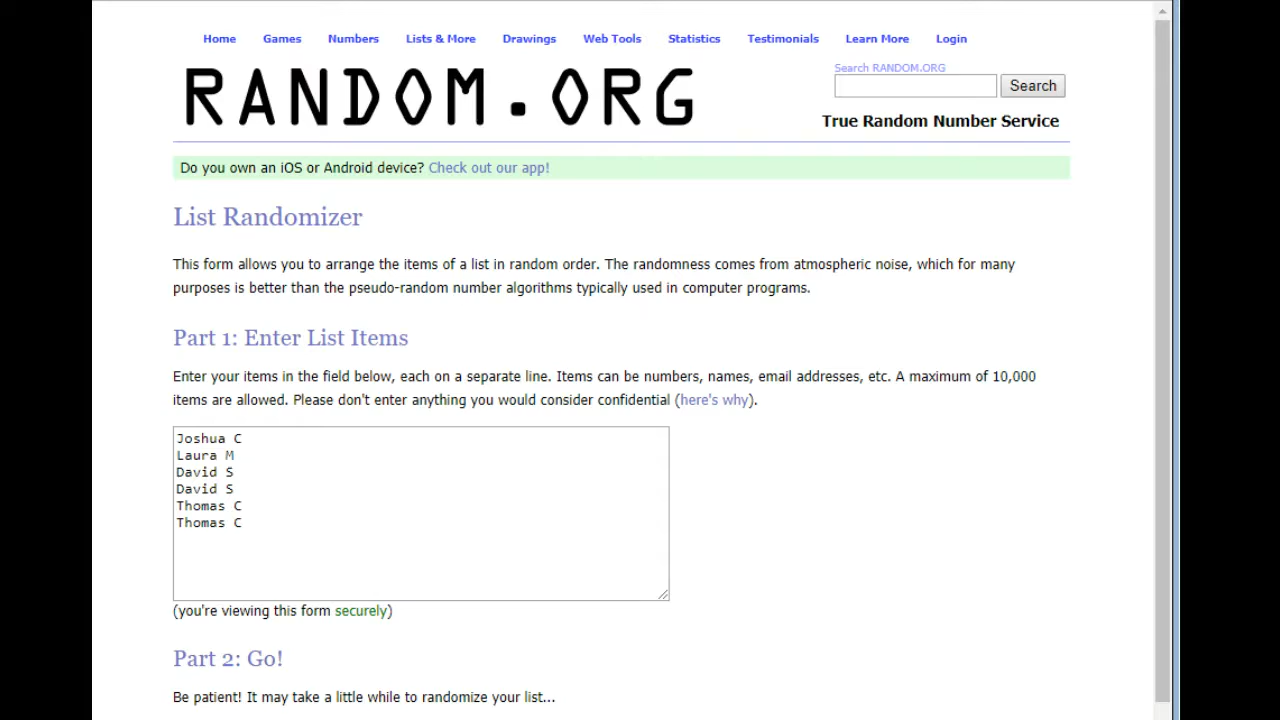 Home Games Numbers Lists & More Drawings Web Tools Statistics Testimonials Learn More Login
RANDOM.ORG
Search RANDOM.ORG
Search
True Random Number Service
Do you own an iOS or Android device? Check out our app!
List Randomizer
This form allows you to arrange the items of a list in random order. The randomness comes from atmospheric noise, which for many
purposes is better than the pseudo-random number algorithms typically used in computer programs.
Part 1: Enter List Items
Enter your items in the field below, each on a separate line. Items can be numbers, names, email addresses, etc. A maximum of 10,000
items are allowed. Please don't enter anything you would consider confidential (here's why).
Joshua C
Laura M
David S
David S
Thomas C
Thomas C
(you're viewing this form securely)
Part 2: Go!
Be patient! It may take a little while to randomize your list...